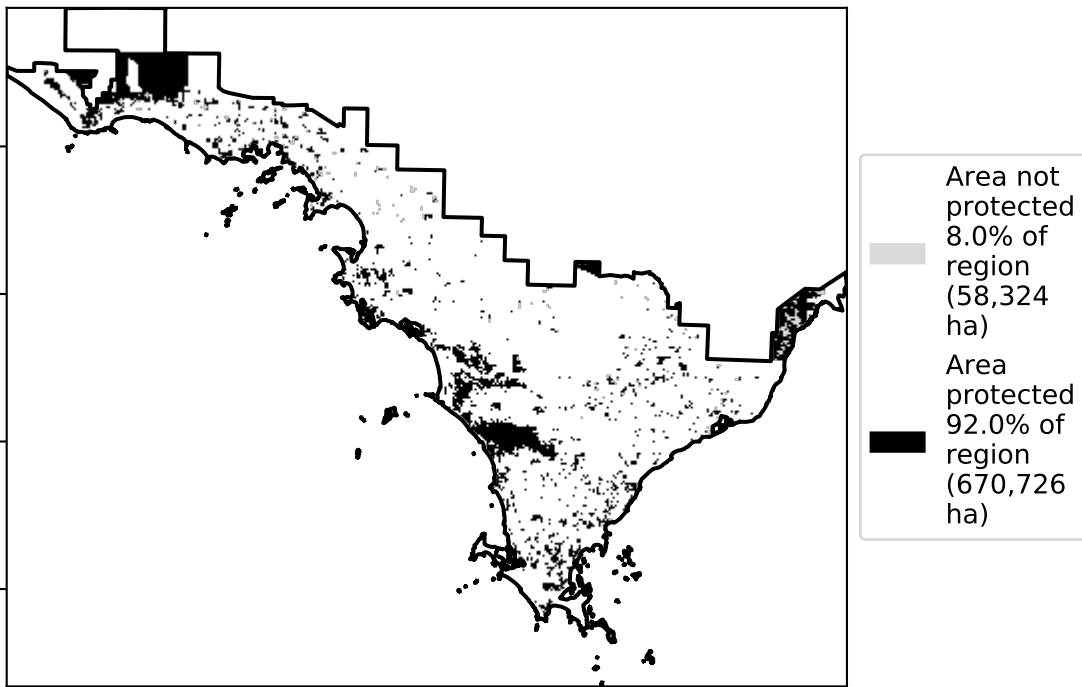 Area not
protected
8.0% of
region
(58,324
ha)
Area
protected
92.0% of
region
(670,726
ha)